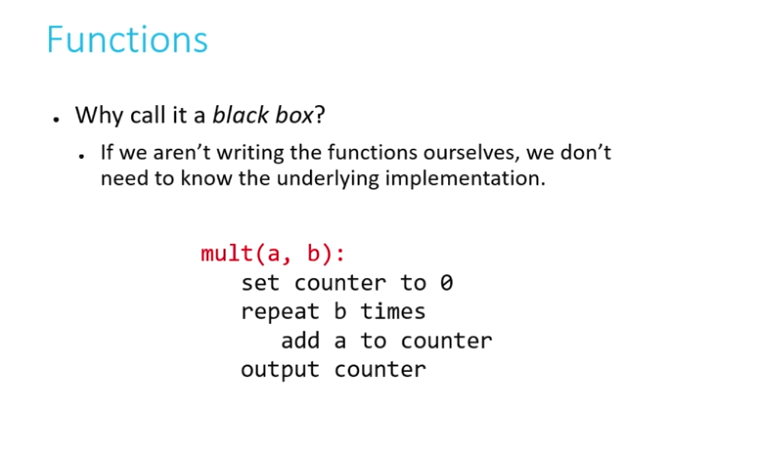 Functions
• Why call it a black box?
• If we aren’t writing the functions ourselves, we don’t
need to know the underlying implementation.
mult(a, b):
set counter to 0
repeat b times
add a to counter
output counter